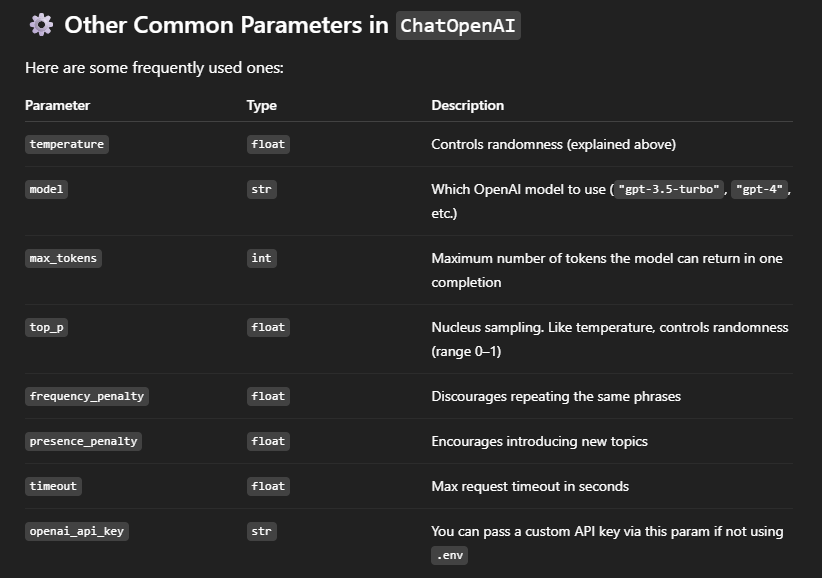 ⚙️ Other Common Parameters in ChatOpenAI
Here are some frequently used ones:
Parameter Type Description
temperature float Controls randomness (explained above)
model str Which OpenAI model to use ("gpt-3.5-turbo", "gpt-4",
etc.)
max_tokens int Maximum number of tokens the model can return in one
completion
top_p float Nucleus sampling. Like temperature, controls randomness
(range 0–1)
frequency_penalty float Discourages repeating the same phrases
presence_penalty float Encourages introducing new topics
timeout float Max request timeout in seconds
openai_api_key str You can pass a custom API key via this param if not using
.env